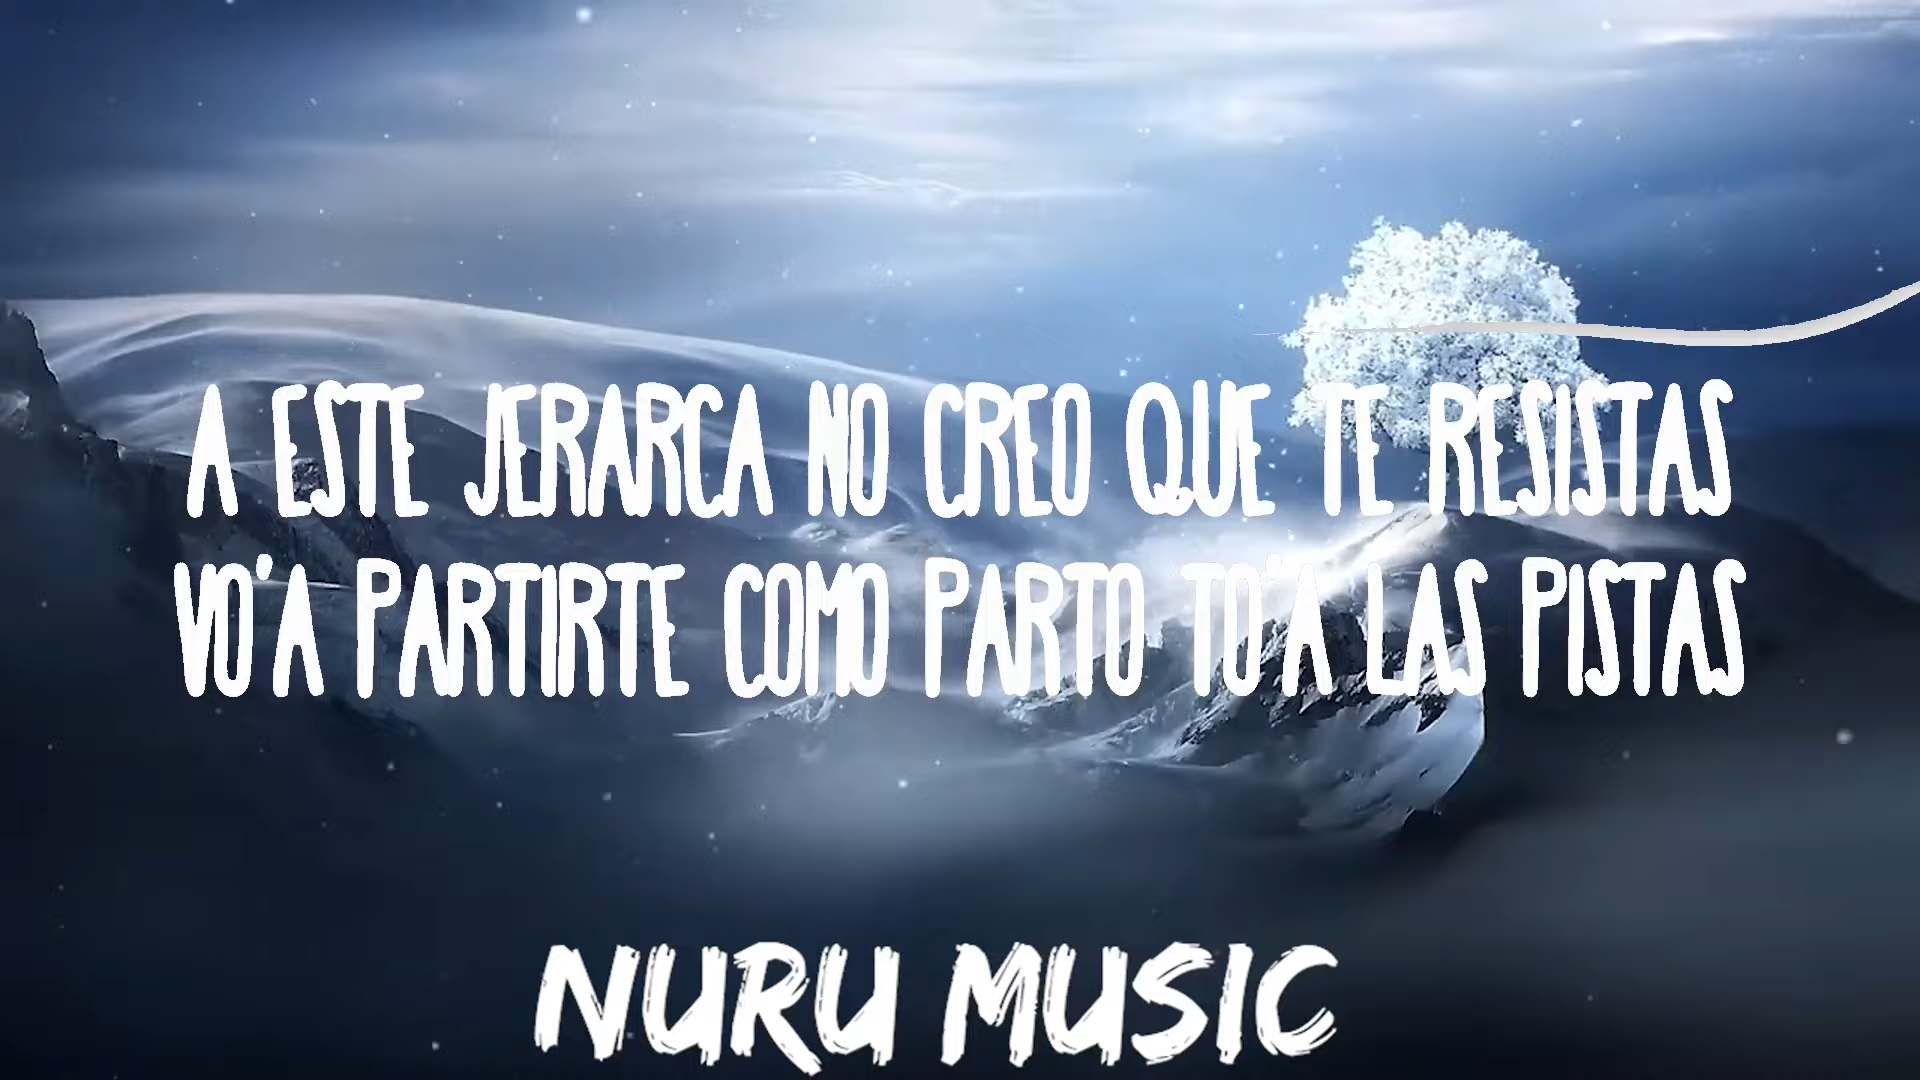 A ESTE JERARCA NO CREO QUE TE RESISTAS
VO'A PARTIRTE COMO PARTO TO'A LAS PISTAS
NURU MUSIC